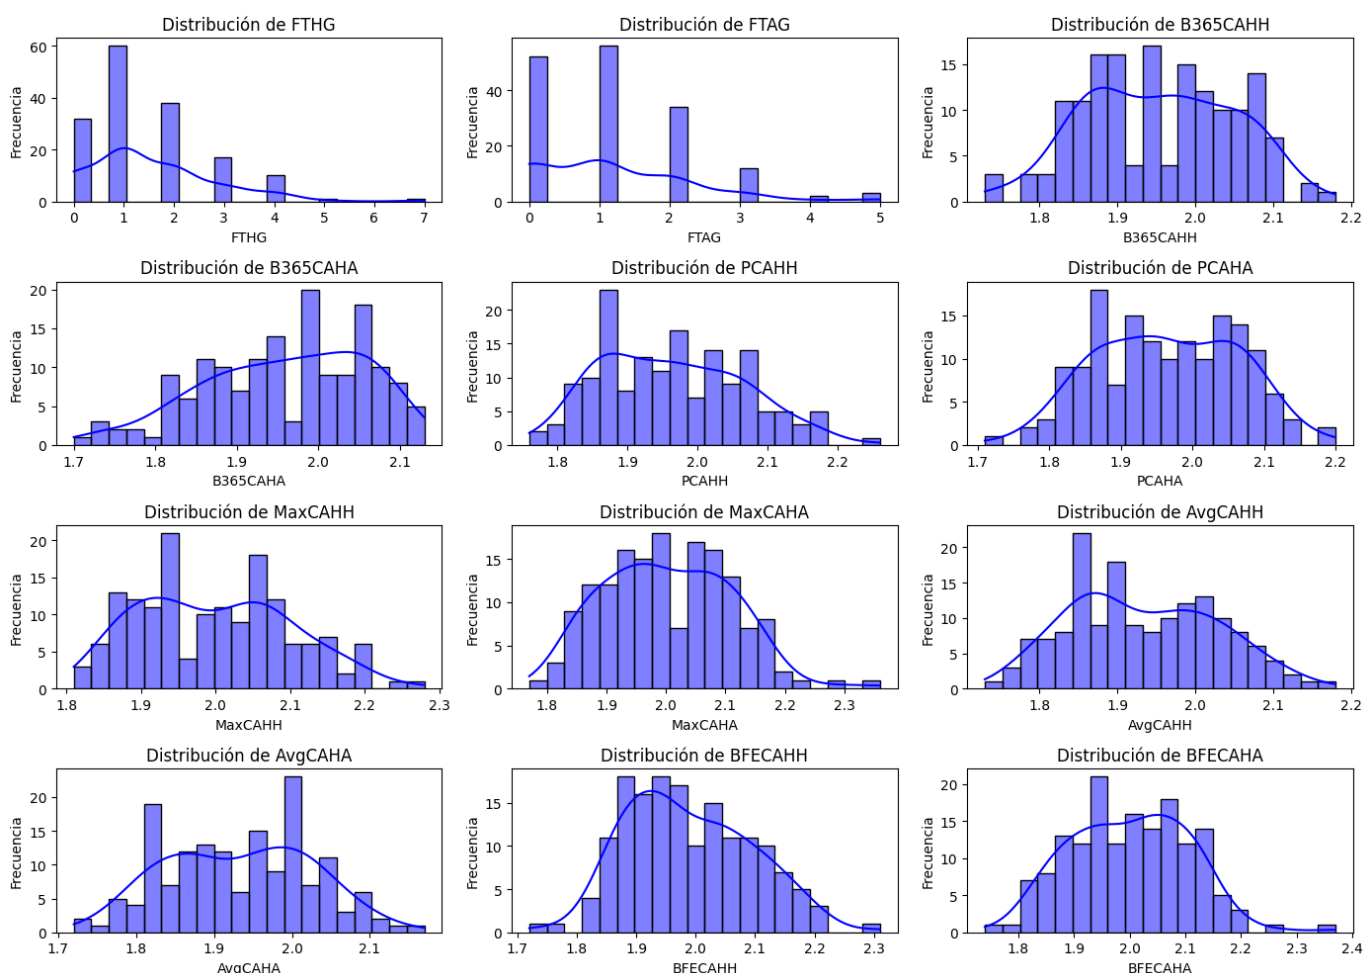 Distribución de FTHG
Frecuencia
60
40
20
0
0 1 2 3 4 5 6 7
FTHG
Distribución de FTAG
Frecuencia
40
20
0
0 1 2 3 4 5
FTAG
Distribución de B365CAHH
Frecuencia
15
10
5
0
1.8 1.9 2.0 2.1 2.2
B365CAHH
Distribución de B365CAHA
Frecuencia
20
15
10
5
0
1.7 1.8 1.9 2.0 2.1
B365CAHA
Distribución de PCAHH
Frecuencia
20
15
10
5
0
1.8 1.9 2.0 2.1 2.2
PCAHH
Distribución de PCAHA
Frecuencia
15
10
5
0
1.7 1.8 1.9 2.0 2.1 2.2
PCAHA
Distribución de MaxCAHH
Frecuencia
20
15
10
5
0
1.8 1.9 2.0 2.1 2.2 2.3
MaxCAHH
Distribución de MaxCAHA
Frecuencia
15
10
5
0
1.8 1.9 2.0 2.1 2.2 2.3
MaxCAHA
Distribución de AvgCAHH
Frecuencia
20
15
10
5
0
1.8 1.9 2.0 2.1 2.2
AvgCAHH
Distribución de AvgCAHA
Frecuencia
20
15
10
5
0
1.7 1.8 1.9 2.0 2.1
AvgCAHA
Distribución de BFECAHH
Frecuencia
15
10
5
0
1.7 1.8 1.9 2.0 2.1 2.2 2.3
BFECAHH
Distribución de BFECAHA
Frecuencia
20
15
10
5
0
1.8 1.9 2.0 2.1 2.2 2.3 2.4
BFECAHA